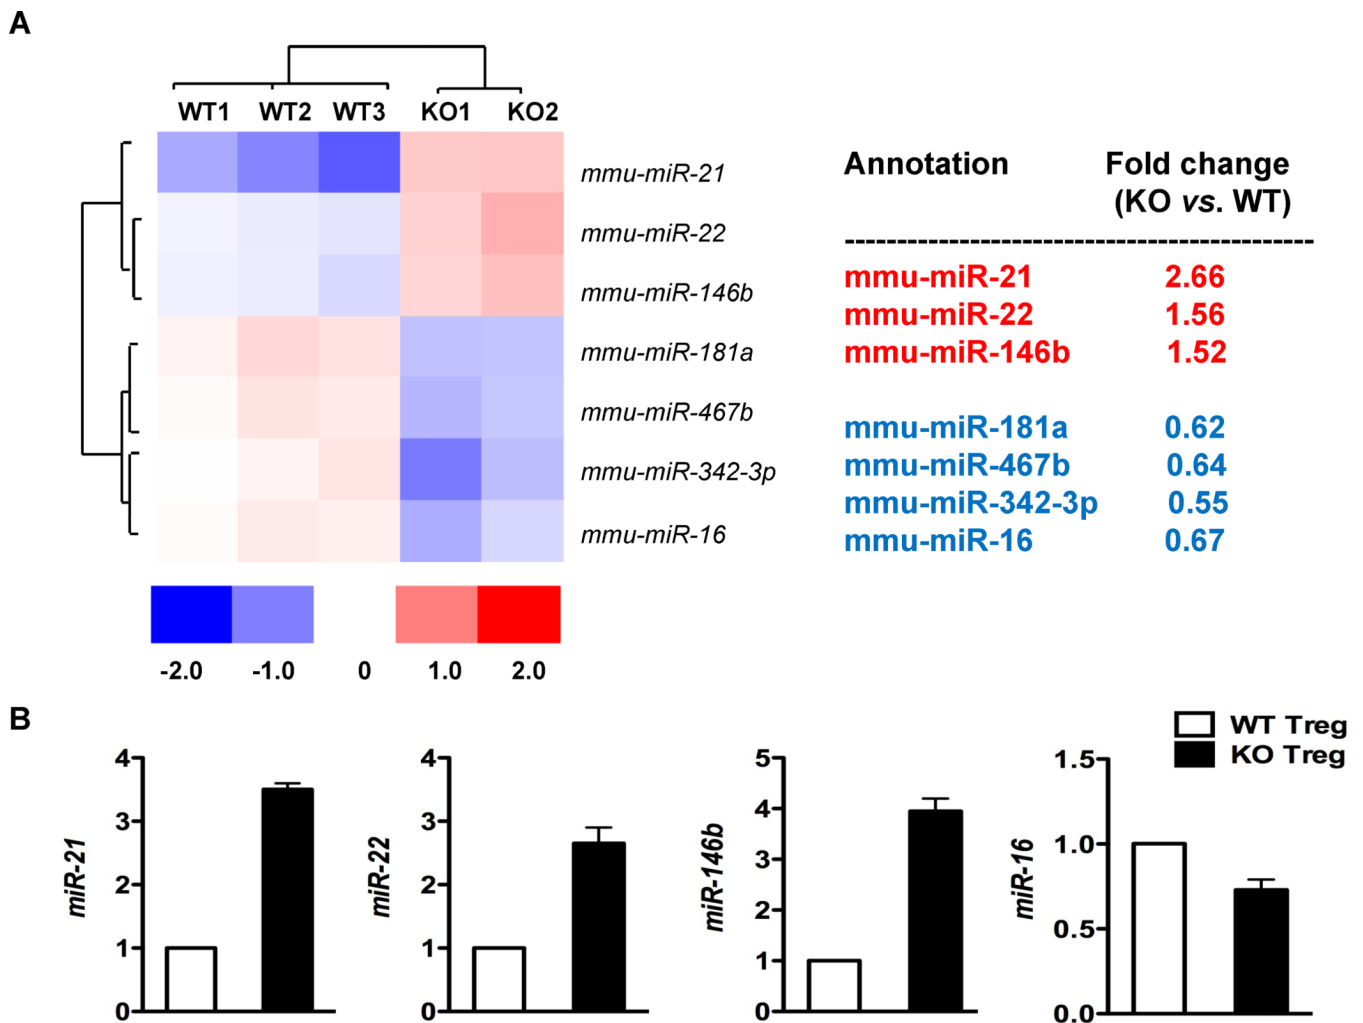 A
WT1 WT2 WT3 KO1 KO2
mmu-miR-21
mmu-miR-22
mmu-miR-146b
mmu-miR-181a
mmu-miR-467b
mmu-miR-342-3p
mmu-miR-16
-2.0 -1.0 0 1.0 2.0
Annotation Fold change
(KO vs. WT)
mmu-miR-21 2.66
mmu-miR-22 1.56
mmu-miR-146b 1.52
mmu-miR-181a 0.62
mmu-miR-467b 0.64
mmu-miR-342-3p 0.55
mmu-miR-16 0.67
B
WT Treg
KO Treg
miR-21
4
3
2
1
0
miR-22
4
3
2
1
0
miR-146b
5
4
3
2
1
0
miR-16
1.5
1.0
0.5
0.0